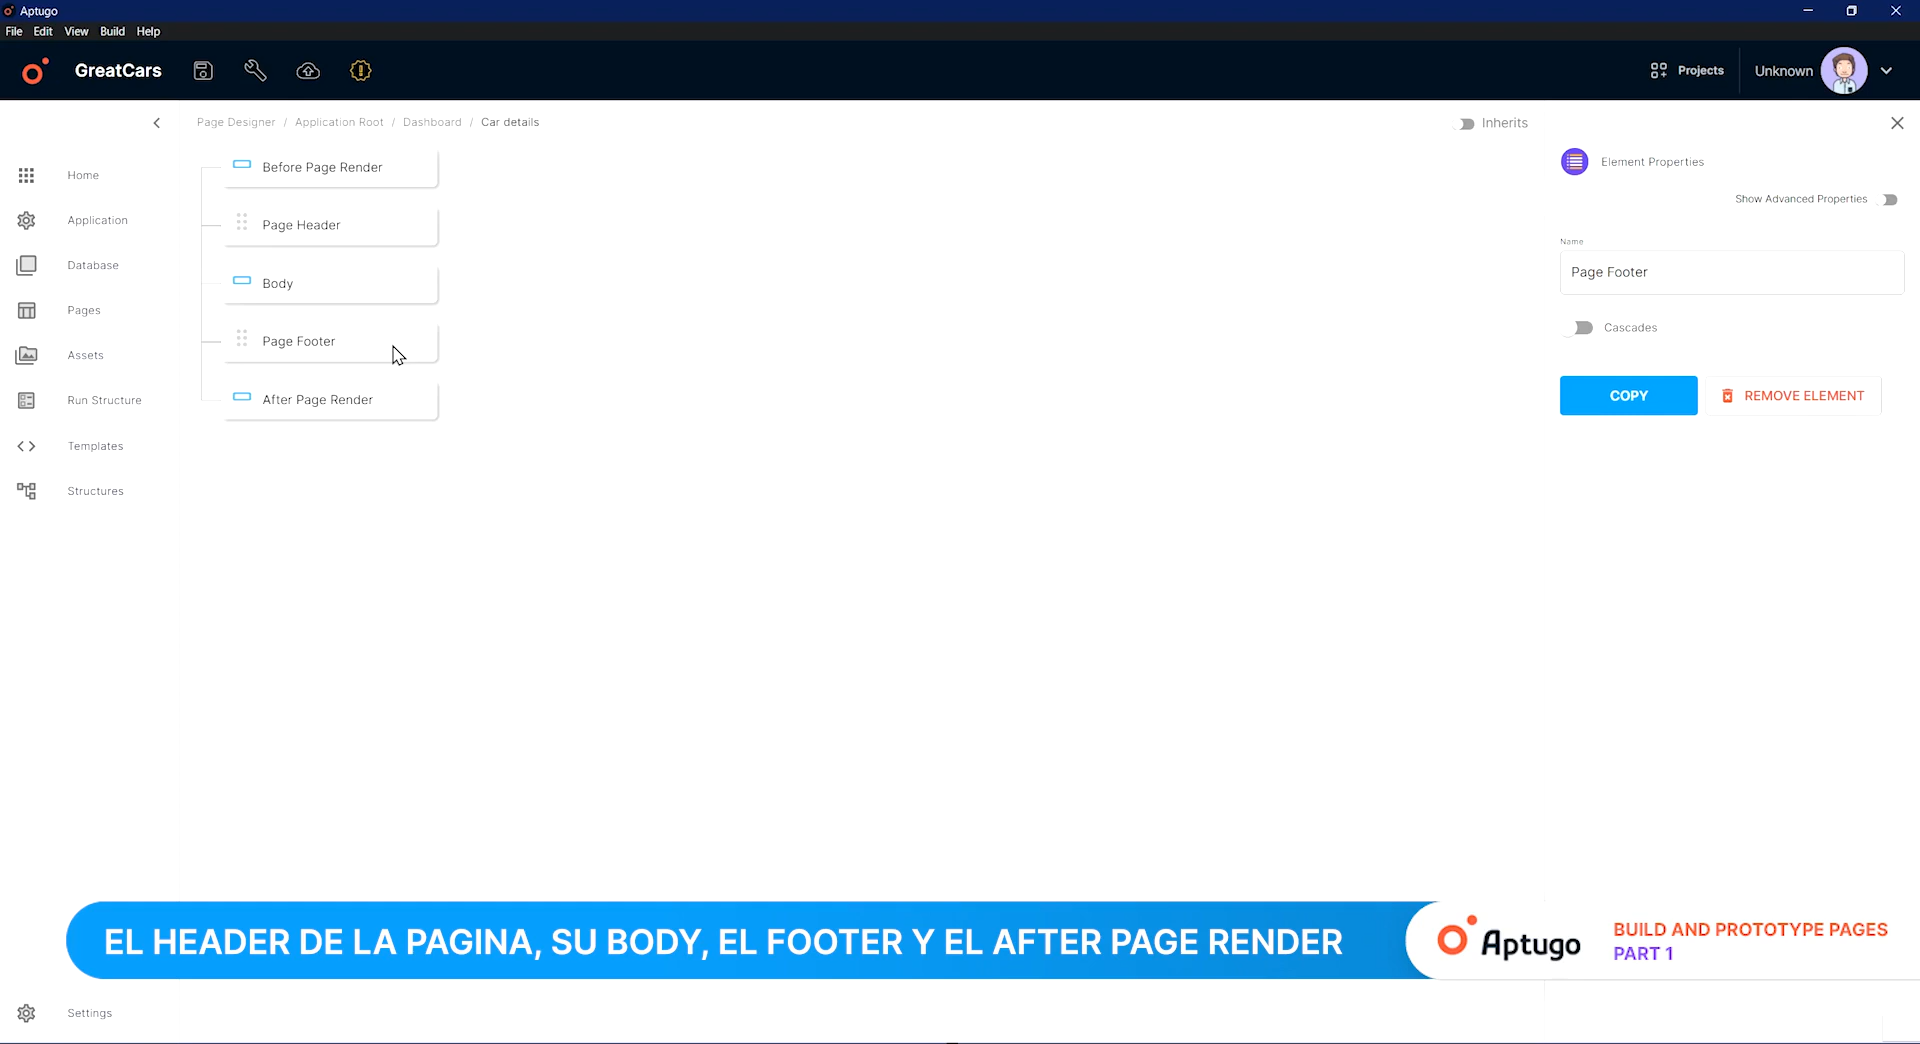 Aptugo
File Edit View Build Help
GreatCars
Projects
Unknown
Page Designer / Application Root / Dashboard / Car details
Inherits
Home
Application
Database
Pages
Assets
Run Structure
Templates
Structures
Settings
Before Page Render
Page Header
Body
Page Footer
After Page Render
Element Properties
Show Advanced Properties
Name
Page Footer
Cascades
COPY
REMOVE ELEMENT
EL HEADER DE LA PAGINA, SU BODY, EL FOOTER Y EL AFTER PAGE RENDER
Aptugo
BUILD AND PROTOTYPE PAGES
PART 1